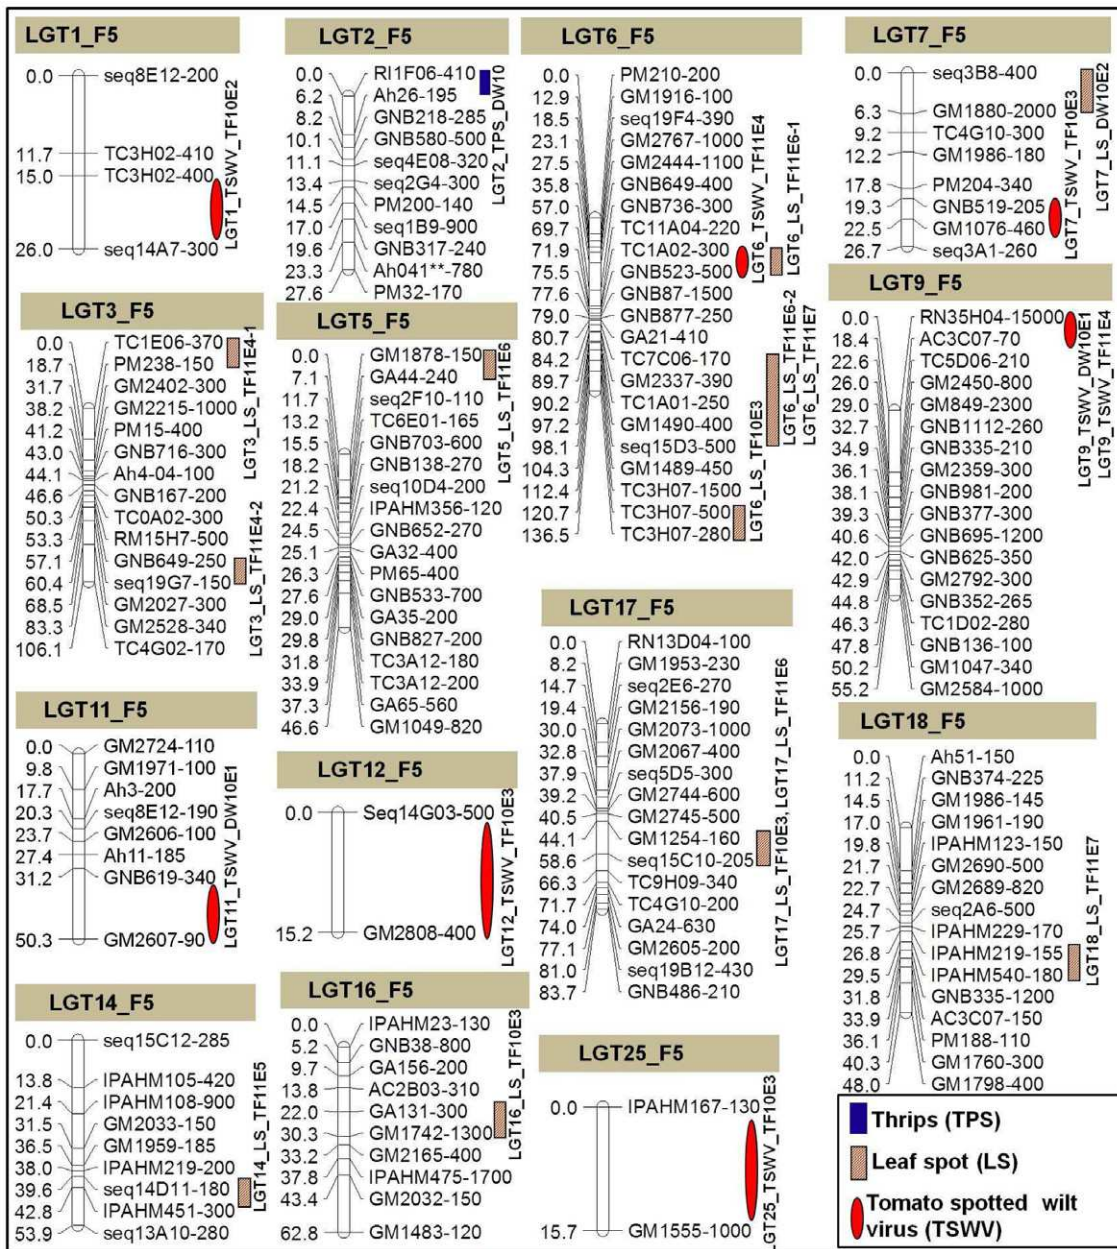 LGT1_F5
0.0 seq8E12-200
11.7 TC3H02-410
15.0 TC3H02-400
26.0 seq14A7-300
LGT1_TSWV_TF10E2
LGT2_F5
0.0 RI1F06-410
6.2 Ah26-195
8.2 GNB218-285
10.1 GNB580-500
11.1 seq4E08-320
13.4 seq2G4-300
14.5 PM200-140
17.0 seq1B9-900
19.6 GNB317-240
23.3 Ah041**-780
27.6 PM32-170
LGT2_TPS_DW10
LGT6_F5
0.0 PM210-200
12.9 GM1916-100
18.5 seq19F4-390
23.1 GM2767-1000
27.5 GM2444-1100
35.8 GNB649-400
57.0 GNB736-300
69.7 TC11A04-220
71.9 TC1A02-300
75.5 GNB523-500
77.6 GNB87-1500
79.0 GNB877-250
80.7 GA21-410
84.2 TC7C06-170
89.7 GM2337-390
90.2 TC1A01-250
97.2 GM1490-400
98.1 seq15D3-500
104.3 GM1489-450
112.4 TC3H07-1500
120.7 TC3H07-500
136.5 TC3H07-280
LGT6_TSWV_TF11E4
LGT6_LS_TF11E6-1
LGT6_LS_TF11E6-2
LGT6_LS_TF11E7
LGT6_LS_TF10E3
LGT7_F5
0.0 seq3B8-400
6.3 GM1880-2000
9.2 TC4G10-300
12.2 GM1986-180
17.8 PM204-340
19.3 GNB519-205
22.5 GM1076-460
26.7 seq3A1-260
LGT7_TSWV_TF10E3
LGT7_LS_DW10E2
LGT3_F5
0.0 TC1E06-370
18.7 PM238-150
31.7 GM2402-300
38.2 GM2215-1000
41.2 PM15-400
43.0 GNB716-300
44.1 Ah4-04-100
46.6 GNB167-200
50.3 TC0A02-300
53.3 RM15H7-500
57.1 GNB649-250
60.4 seq19G7-150
68.5 GM2027-300
83.3 GM2528-340
106.1 TC4G02-170
LGT3_LS_TF11E4-1
LGT3_LS_TF11E4-2
LGT5_F5
0.0 GM1878-150
7.1 GA44-240
11.7 seq2F10-110
13.2 TC6E01-165
15.5 GNB703-600
18.2 GNB138-270
21.2 seq10D4-200
22.4 IPAHM356-120
24.5 GNB652-270
25.1 GA32-400
26.3 PM65-400
27.6 GNB533-700
29.0 GA35-200
29.8 GNB827-200
31.8 TC3A12-180
33.9 TC3A12-200
37.3 GA65-560
46.6 GM1049-820
LGT5_LS_TF11E6
LGT9_F5
0.0 RN35H04-15000
18.4 AC3C07-70
22.6 TC5D06-210
26.0 GM2450-800
29.0 GM849-2300
32.7 GNB1112-260
34.9 GNB335-210
36.1 GM2359-300
38.1 GNB981-200
39.3 GNB377-300
40.6 GNB695-1200
42.0 GNB625-350
42.9 GM2792-300
44.8 GNB352-265
46.3 TC1D02-280
47.8 GNB136-100
50.2 GM1047-340
55.2 GM2584-1000
LGT9_TSWV_DW10E1
LGT9_TSWV_TF11E4
LGT17_F5
0.0 RN13D04-100
8.2 GM1953-230
14.7 seq2E6-270
19.4 GM2156-190
30.0 GM2073-1000
32.8 GM2067-400
37.9 seq5D5-300
39.2 GM2744-600
40.5 GM2745-500
44.1 GM1254-160
58.6 seq15C10-205
66.3 TC9H09-340
71.7 TC4G10-200
74.0 GA24-630
77.1 GM2605-200
81.0 seq19B12-430
83.7 GNB486-210
LGT17_LS_TF10E3, LGT17_LS_TF11E6
LGT11_F5
0.0 GM2724-110
9.8 GM1971-100
17.7 Ah3-200
20.3 seq8E12-190
23.7 GM2606-100
27.4 Ah11-185
31.2 GNB619-340
50.3 GM2607-90
LGT11_TSWV_DW10E1
LGT12_F5
0.0 Seq14G03-500
15.2 GM2808-400
LGT12_TSWV_TF10E3
LGT18_F5
0.0 Ah51-150
11.2 GNB374-225
14.5 GM1986-145
17.0 GM1961-190
19.8 IPAHM123-150
21.7 GM2690-500
22.7 GM2689-820
24.7 seq2A6-500
25.7 IPAHM229-170
26.8 IPAHM219-155
29.5 IPAHM540-180
31.8 GNB335-1200
33.9 AC3C07-150
36.1 PM188-110
40.3 GM1760-300
48.0 GM1798-400
LGT18_LS_TF11E7
LGT14_F5
0.0 seq15C12-285
13.8 IPAHM105-420
21.4 IPAHM108-900
31.5 GM2033-150
36.5 GM1959-185
38.0 IPAHM219-200
39.6 seq14D11-180
42.8 IPAHM451-300
53.9 seq13A10-280
LGT14_LS_TF11E5
LGT16_F5
0.0 IPAHM23-130
5.2 GNB38-800
9.7 GA156-200
13.8 AC2B03-310
22.0 GA131-300
30.3 GM1742-1300
33.2 GM2165-400
37.8 IPAHM475-1700
43.4 GM2032-150
62.8 GM1483-120
LGT16_LS_TF10E3
LGT25_F5
0.0 IPAHM167-130
15.7 GM1555-1000
LGT25_TSWV_TF10E3
Thrips (TPS)
Leaf spot (LS)
Tomato spotted wilt
virus (TSWV)